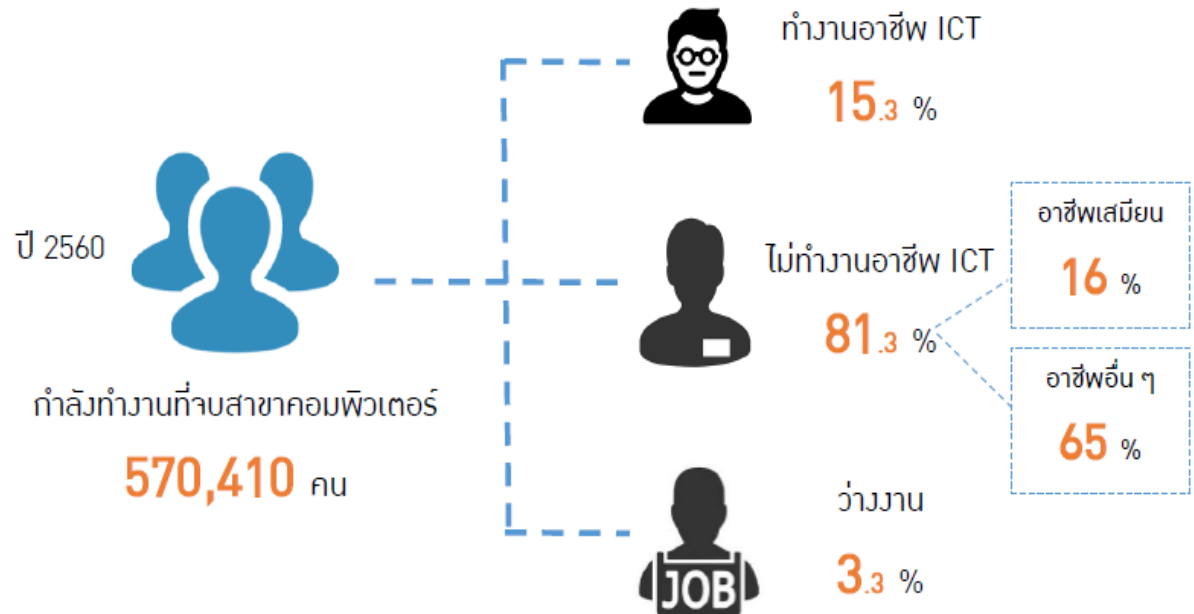 ปี 2560
กำลังทำงานที่จบสาขาคอมพิวเตอร์
570,410 คน
ทำงานอาชีพ ICT
15.3 %
ไม่ทำงานอาชีพ ICT
81.3 %
อาชีพเสมียน
16 %
อาชีพอื่น ๆ
65 %
ว่างงาน
3.3 %
JOB